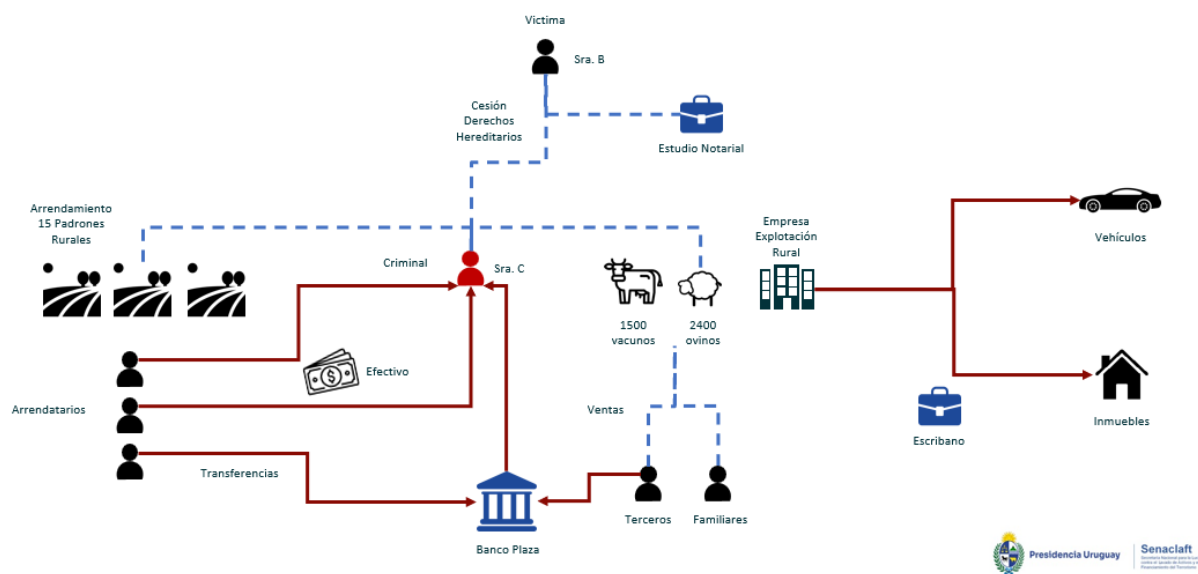 Victima
Sra. B
Cesión
Derechos
Hereditarios
Estudio Notarial
Arrendamiento
15 Padrones
Rurales
Criminal
Sra. C
1500
vacunos
2400
ovinos
Empresa
Explotación
Rural
Vehículos
Efectivo
Arrendatarios
Ventas
Escribano
Inmuebles
Transferencias
Terceros
Familiares
Banco Plaza
Presidencia Uruguay
Senaclaft